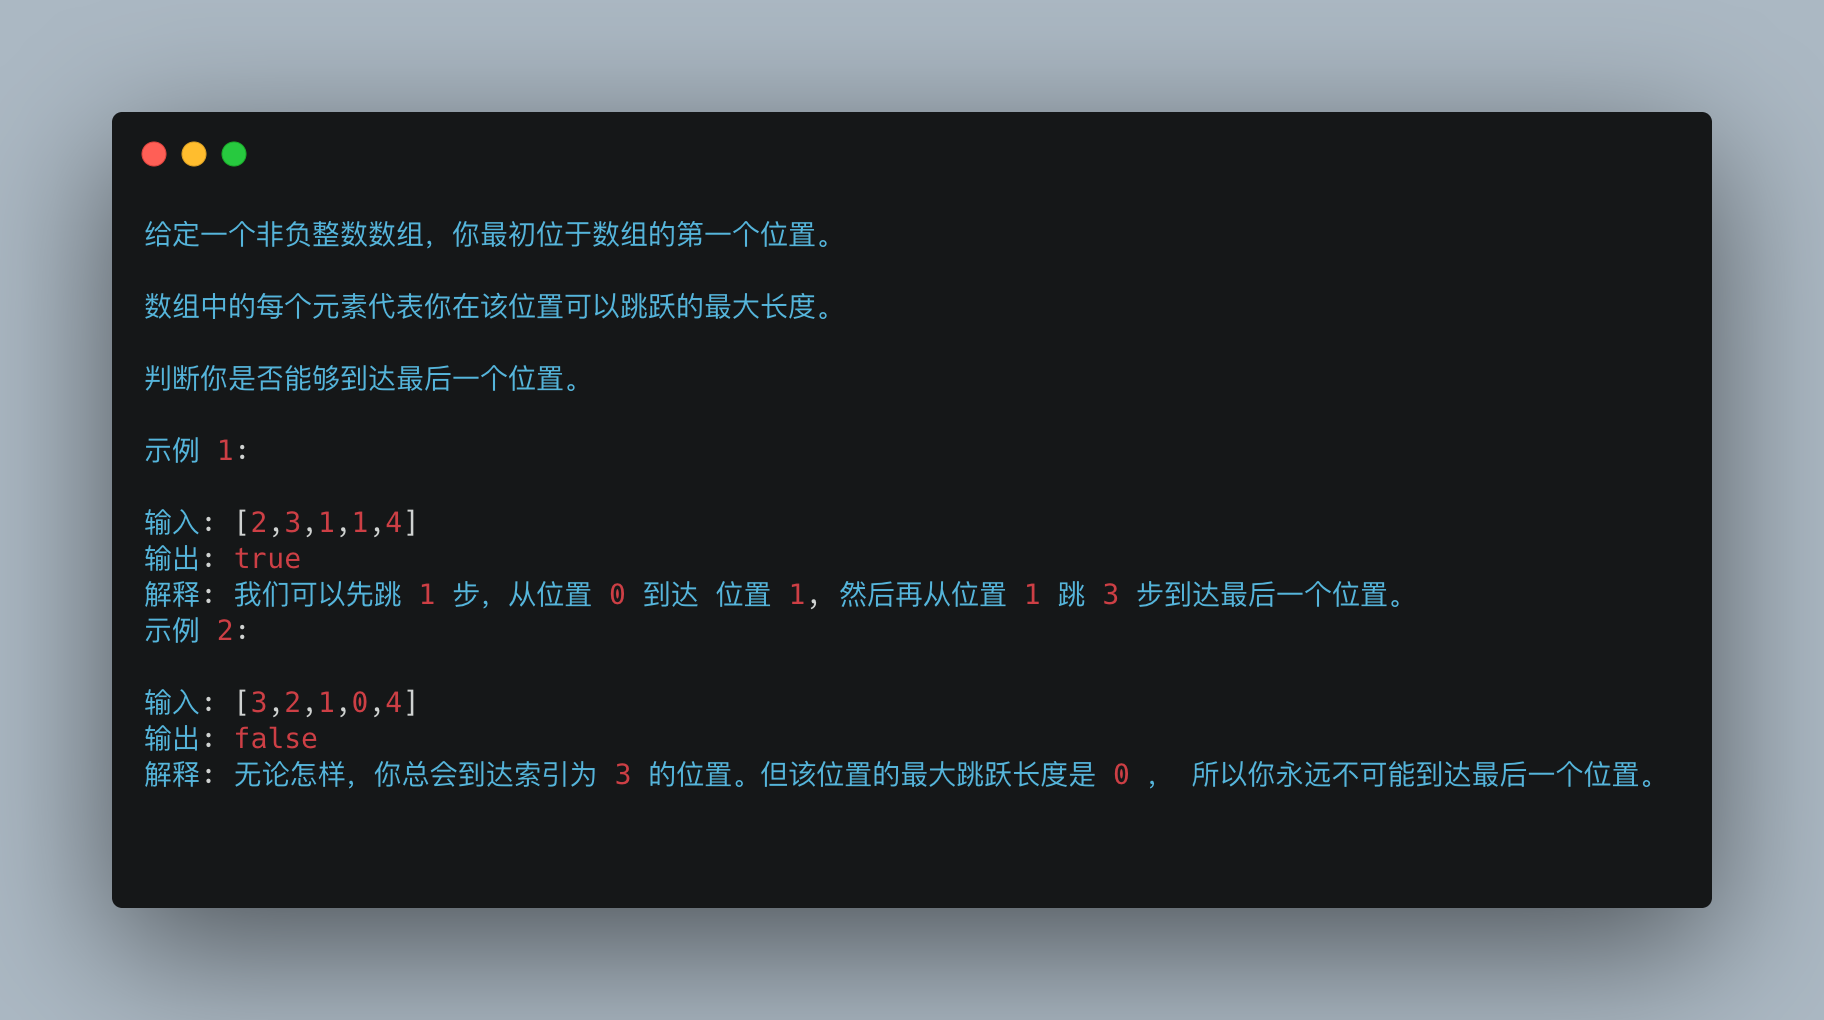 给定一个非负整数数组，你最初位于数组的第一个位置。
数组中的每个元素代表你在该位置可以跳跃的最大长度。
判断你是否能够到达最后一个位置。
示例 1:
输入: [2,3,1,1,4]
输出: true
解释: 我们可以先跳 1 步，从位置 0 到达 位置 1, 然后再从位置 1 跳 3 步到达最后一个位置。
示例 2:
输入: [3,2,1,0,4]
输出: false
解释: 无论怎样，你总会到达索引为 3 的位置。但该位置的最大跳跃长度是 0 ， 所以你永远不可能到达最后一个位置。